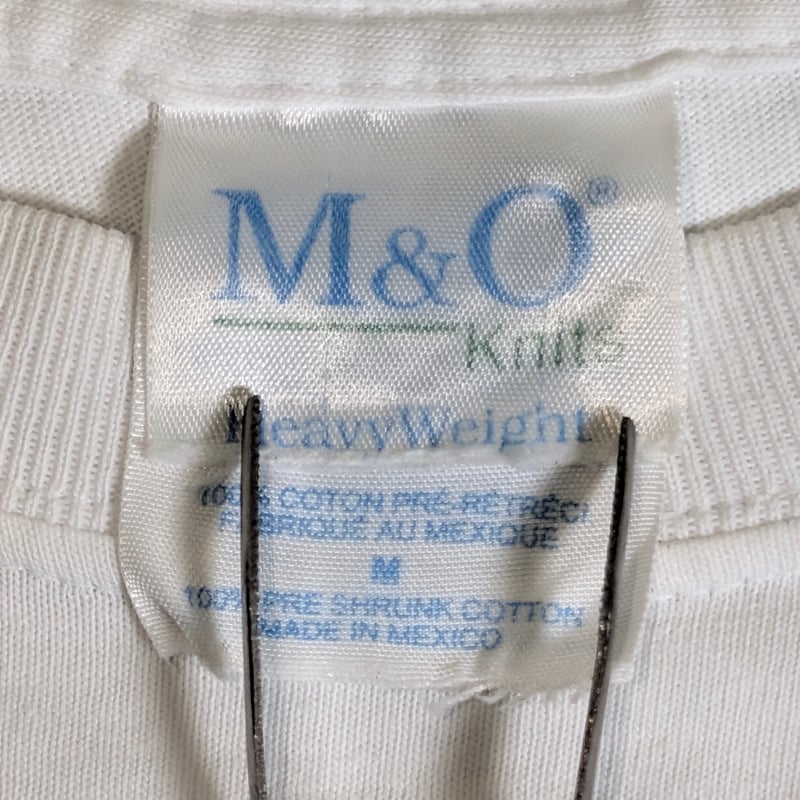 M&O®
Knits
HeavyWeight
100% COTON PRÉ-RÉTRÉCI
FABRIQUÉ AU MEXIQUE
M
100% PRE SHRUNK COTTON
MADE IN MEXICO